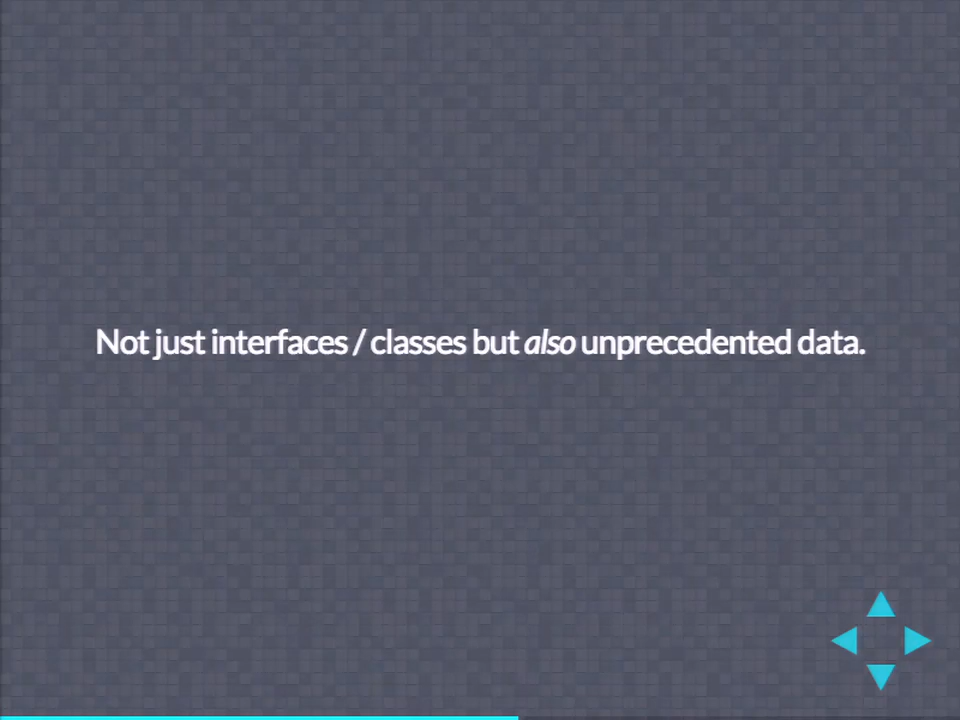 Not just interfaces / classes but also unprecedented data.